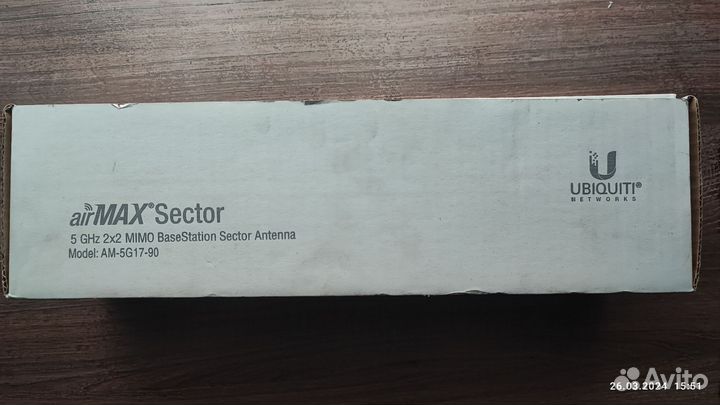 airMAX® Sector
5 GHz 2x2 MIMO BaseStation Sector Antenna
Model: AM-5G17-90
U
UBIQUITI®
NETWORKS
26.03.2024 15:51
Avito